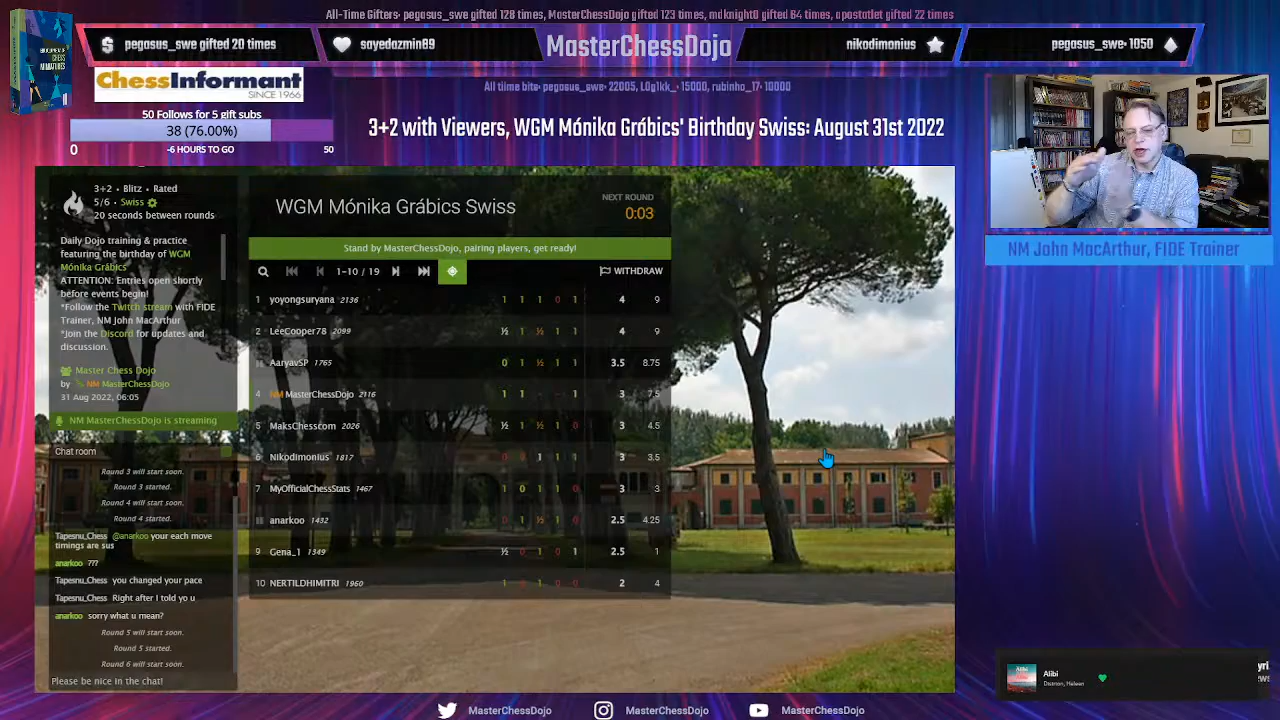 All-Time Gifters: pegasus_swe gifted 128 times, MasterChessDojo gifted 123 times, mdknight0 gifted 64 times, apostatlet gifted 22 times
pegasus_swe gifted 20 times
sayedazmin89
MasterChessDojo
nikodimonius
pegasus_swe: 1050
ChessInformant
SINCE 1966
All time bits: pegasus_swe: 22005, L0g1kk_: 15000, rubinho_17: 10000
50 Follows for 5 gift subs
38 (76.00%)
0
-6 HOURS TO GO
50
3+2 with Viewers, WGM Mónika Grábics' Birthday Swiss: August 31st 2022
NM John MacArthur, FIDE Trainer
3+2 • Blitz • Rated
5/6 • Swiss
20 seconds between rounds
Daily Dojo training & practice
featuring the birthday of WGM
Mónika Grábics
ATTENTION: Entries open shortly
before events begin!
*Follow the Twitch stream with FIDE
Trainer, NM John MacArthur
*Join the Discord for updates and
discussion.
Master Chess Dojo
by NM MasterChessDojo
31 Aug 2022, 06:05
NM MasterChessDojo is streaming
Chat room
Round 3 will start soon.
Round 3 started.
Round 4 will start soon.
Round 4 started.
Tapesnu_Chess @anarkoo your each move
timings are sus
anarkoo ???
Tapesnu_Chess you changed your pace
Tapesnu_Chess Right after I told yo u
anarkoo sorry what u mean?
Round 5 will start soon.
Round 5 started.
Round 6 will start soon.
Please be nice in the chat!
WGM Mónika Grábics Swiss
NEXT ROUND
0:03
Stand by MasterChessDojo, pairing players, get ready!
1-10 / 19
WITHDRAW
1 yoyongsuryana 2136 1 1 1 0 1 4 9
2 LeeCooper78 2099 ½ 1 ½ 1 1 4 9
AaryavSP 1765 0 1 ½ 1 1 3.5 8.75
4 NM MasterChessDojo 2116 1 1 - - 1 3 7.5
5 MaksChesscom 2026 ½ 1 ½ 1 0 3 4.5
6 Nikodimonius 1817 0 0 1 1 1 3 3.5
7 MyOfficialChessStats 1467 1 0 1 1 0 3 3
anarkoo 1432 0 1 ½ 1 0 2.5 4.25
9 Gena_1 1349 ½ 0 1 0 1 2.5 1
10 NERTILDHIMITRI 1960 1 0 1 0 0 2 4
Alibi
MasterChessDojo
MasterChessDojo
MasterChessDojo